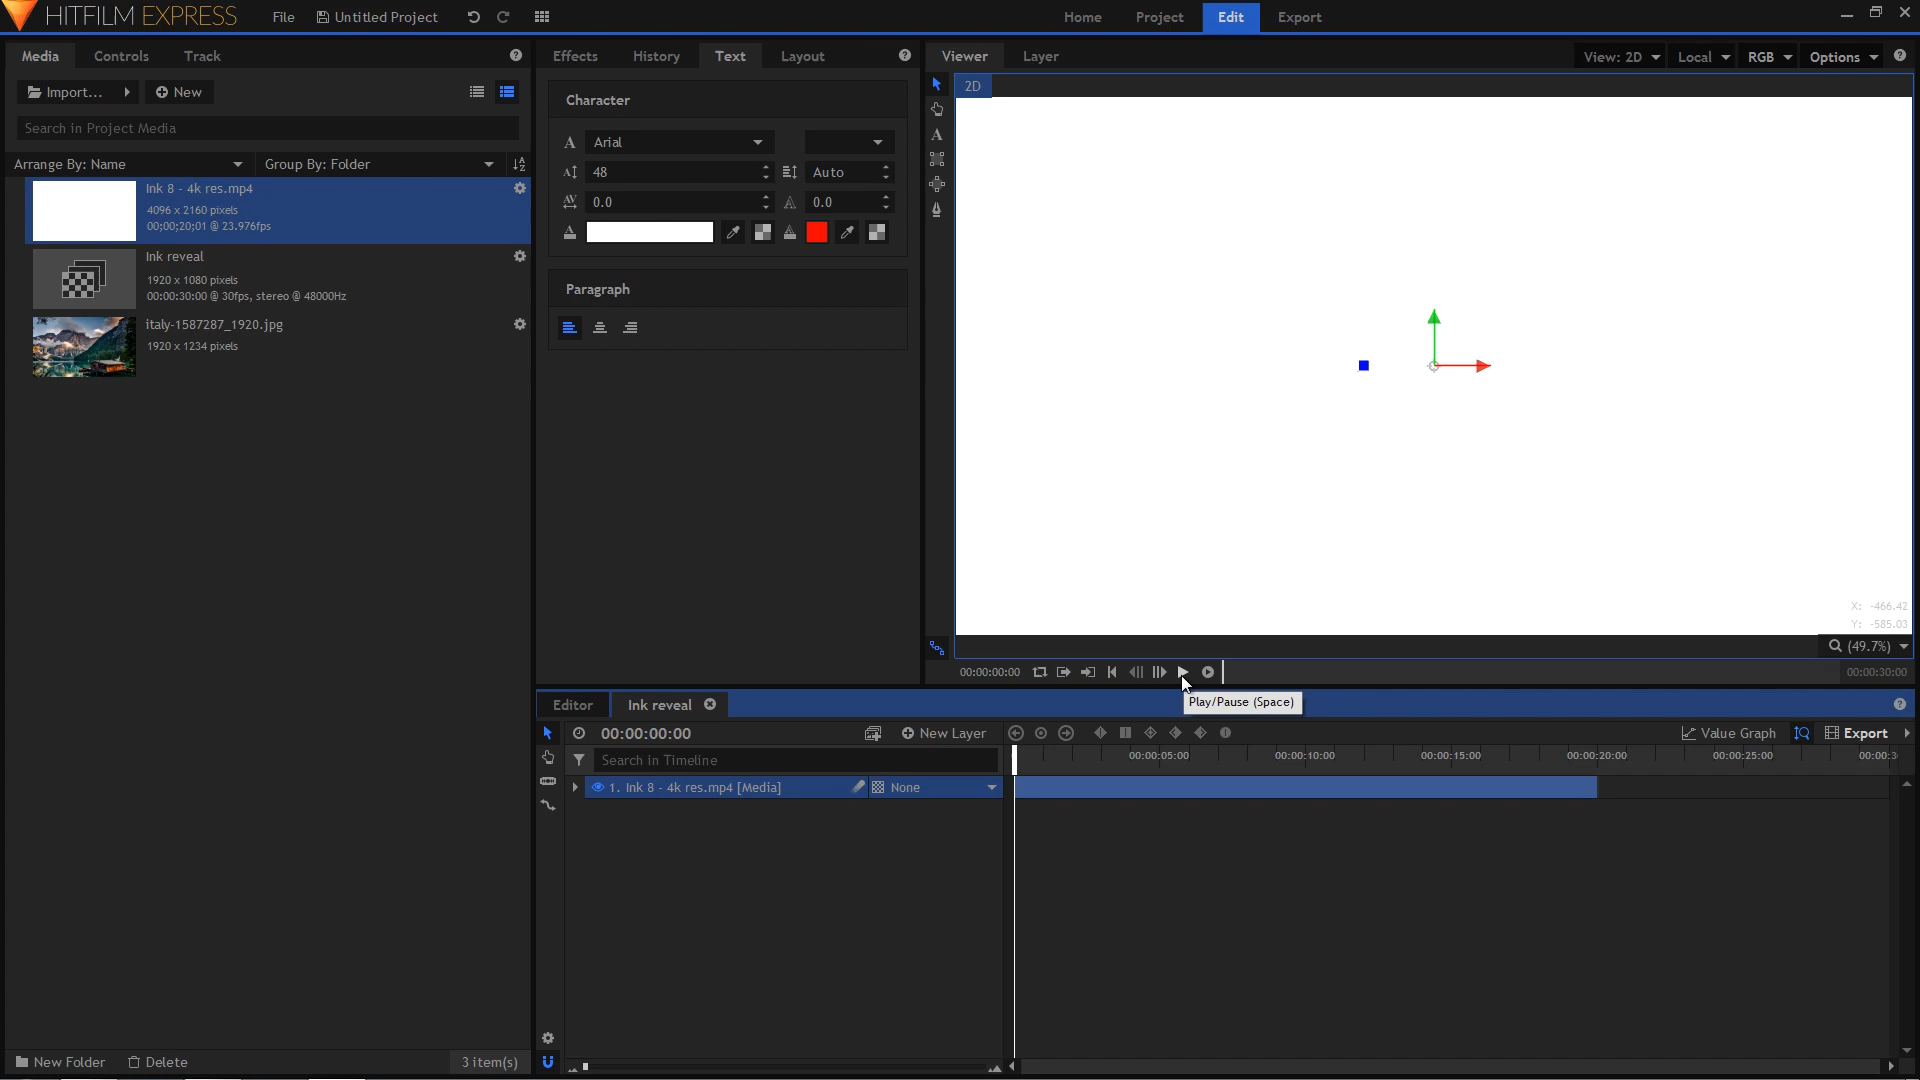 HITFILM EXPRESS
File
Untitled Project
Home
Project
Edit
Export
Media
Controls
Track
Import...
New
Search in Project Media
Arrange By: Name
Group By: Folder
Ink 8 - 4k res.mp4
4096 x 2160 pixels
00;00;20;01 @ 23.976fps
Ink reveal
1920 x 1080 pixels
00:00:30:00 @ 30fps, stereo @ 48000Hz
italy-1587287_1920.jpg
1920 x 1234 pixels
New Folder
Delete
3 item(s)
Effects
History
Text
Layout
Character
Arial
48
Auto
0.0
0.0
Paragraph
Viewer
Layer
View: 2D
Local
RGB
Options
2D
X: -466.42
Y: -585.03
(49.7%)
00:00:00:00
00:00:30:00
Play/Pause (Space)
Editor
Ink reveal
00:00:00:00
New Layer
Value Graph
Export
Search in Timeline
00:00:05:00
00:00:10:00
00:00:15:00
00:00:20:00
00:00:25:00
00:00:3
1. Ink 8 - 4k res.mp4 [Media]
None